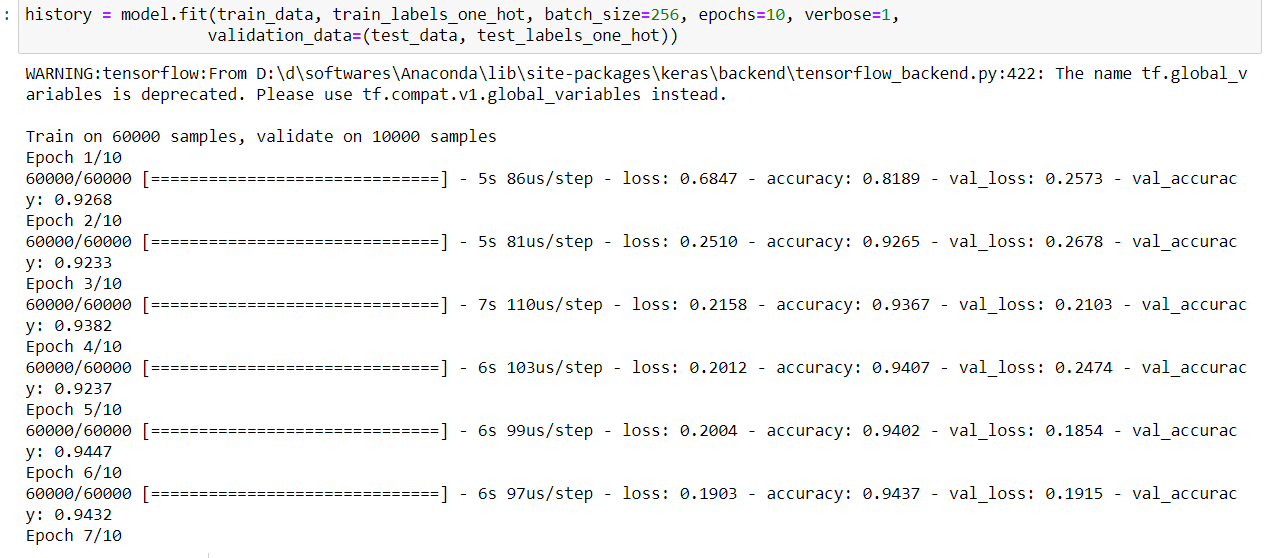 : history = model.fit(train_data, train_labels_one_hot, batch_size=256, epochs=10, verbose=1,
validation_data=(test_data, test_labels_one_hot))
WARNING:tensorflow:From D:\d\softwares\Anaconda\lib\site-packages\keras\backend\tensorflow_backend.py:422: The name tf.global_v
ariables is deprecated. Please use tf.compat.v1.global_variables instead.
Train on 60000 samples, validate on 10000 samples
Epoch 1/10
60000/60000 [==============================] - 5s 86us/step - loss: 0.6847 - accuracy: 0.8189 - val_loss: 0.2573 - val_accurac
y: 0.9268
Epoch 2/10
60000/60000 [==============================] - 5s 81us/step - loss: 0.2510 - accuracy: 0.9265 - val_loss: 0.2678 - val_accurac
y: 0.9233
Epoch 3/10
60000/60000 [==============================] - 7s 110us/step - loss: 0.2158 - accuracy: 0.9367 - val_loss: 0.2103 - val_accurac
y: 0.9382
Epoch 4/10
60000/60000 [==============================] - 6s 103us/step - loss: 0.2012 - accuracy: 0.9407 - val_loss: 0.2474 - val_accurac
y: 0.9237
Epoch 5/10
60000/60000 [==============================] - 6s 99us/step - loss: 0.2004 - accuracy: 0.9402 - val_loss: 0.1854 - val_accurac
y: 0.9447
Epoch 6/10
60000/60000 [==============================] - 6s 97us/step - loss: 0.1903 - accuracy: 0.9437 - val_loss: 0.1915 - val_accurac
y: 0.9432
Epoch 7/10